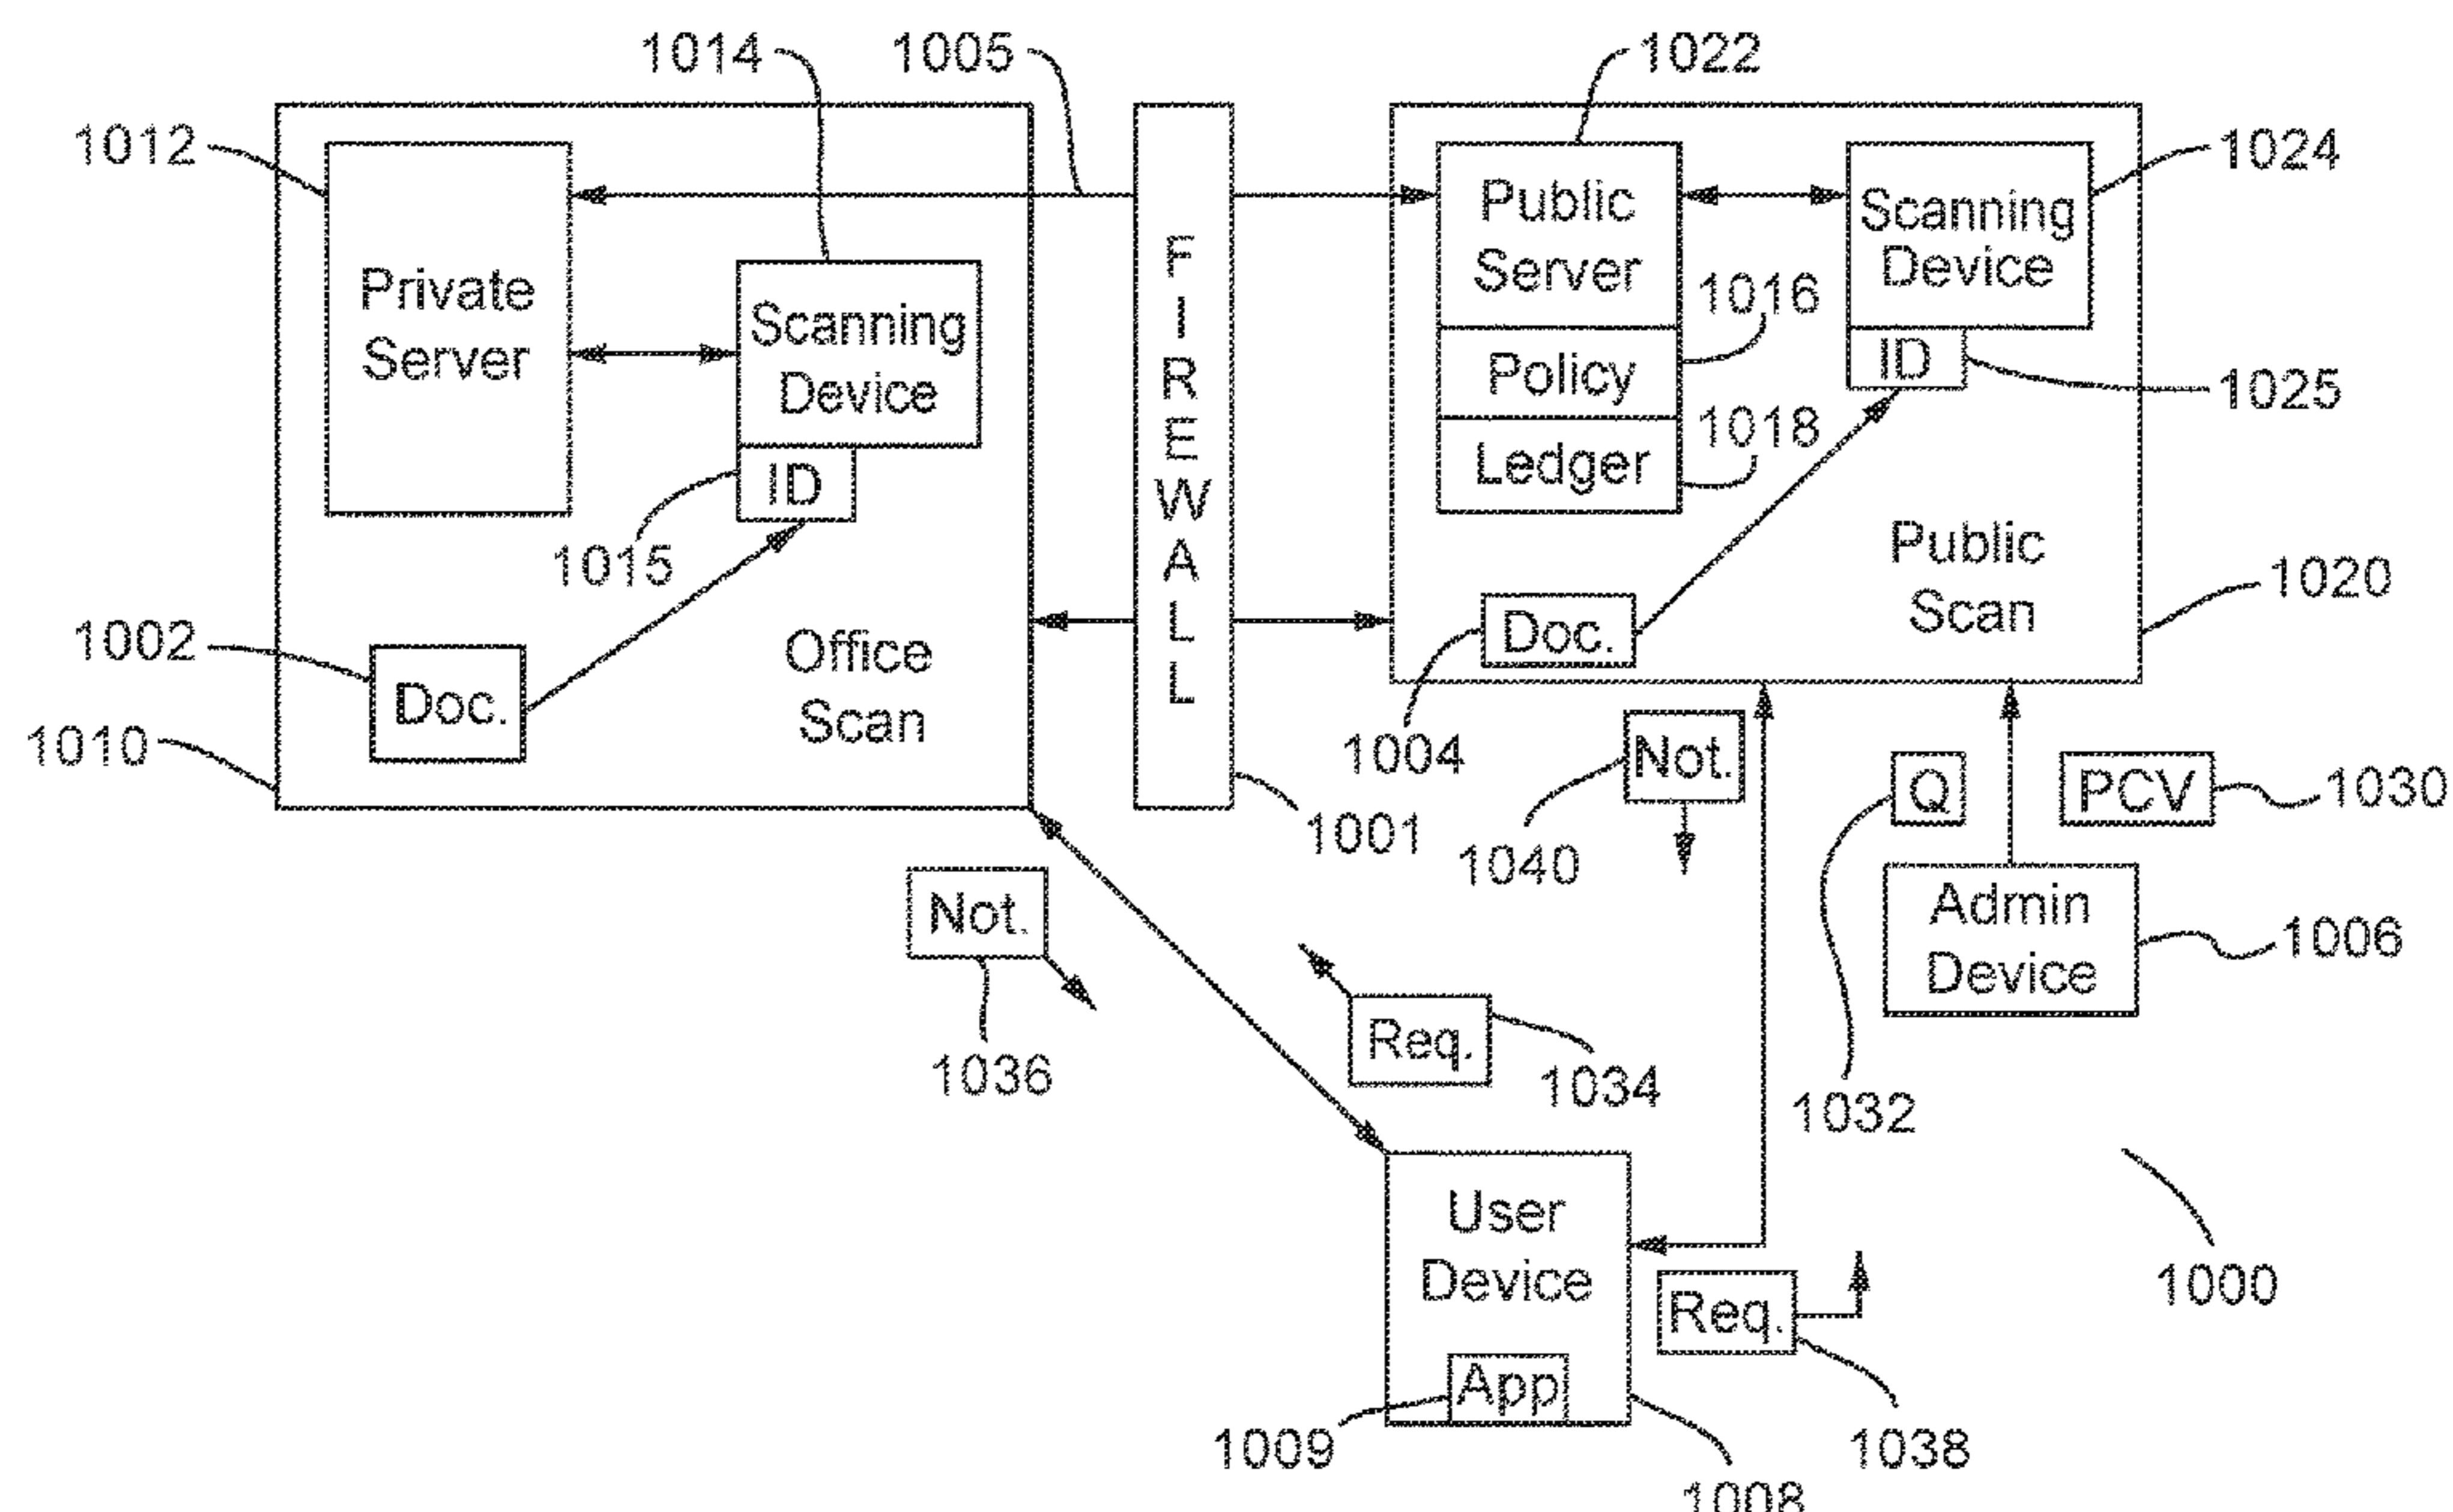 1014
1005
1022
1012
1024
Private
Server
Scanning
Device
ID
1015
Doc.
1002
1010
Office
Scan
F
I
R
E
W
A
L
L
1001
Public
Server
1016
Policy
1018
Ledger
Scanning
Device
ID
1025
Public
Scan
1020
Doc.
1004
Not.
1040
Q
PCV
1030
Admin
Device
1006
1032
Not.
1036
Req.
1034
User
Device
App
1009
Req.
1038
1008
1000